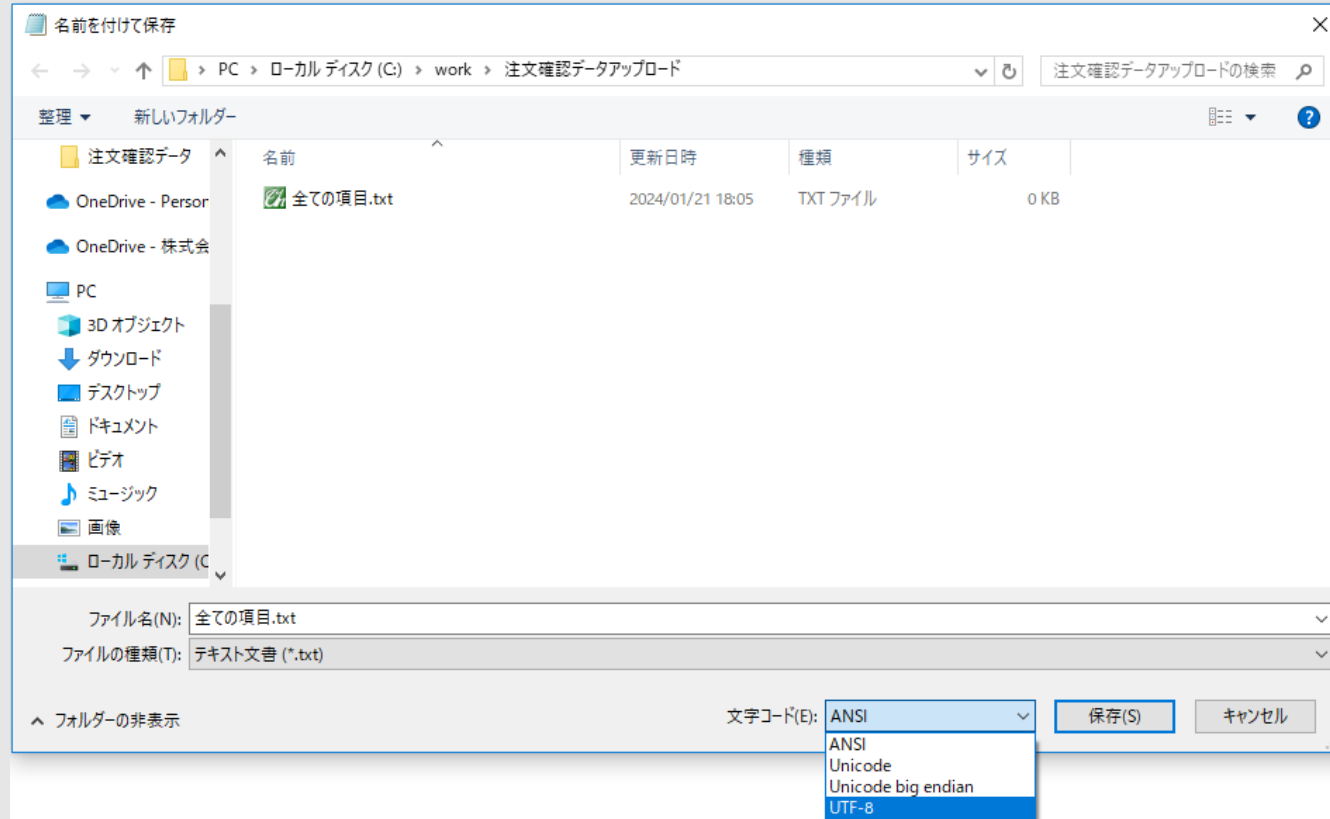 名前を付けて保存
PC › ローカル ディスク (C:) › work › 注文確認データアップロード
注文確認データアップロードの検索
整理 新しいフォルダー
名前 更新日時 種類 サイズ
全ての項目.txt 2024/01/21 18:05 TXT ファイル 0 KB
注文確認データ
OneDrive - Person
OneDrive - 株式会
PC
3D オブジェクト
ダウンロード
デスクトップ
ドキュメント
ビデオ
ミュージック
画像
ローカル ディスク (C
ファイル名(N): 全ての項目.txt
ファイルの種類(T): テキスト文書 (*.txt)
フォルダーの非表示
文字コード(E): ANSI 保存(S) キャンセル
ANSI
Unicode
Unicode big endian
UTF-8